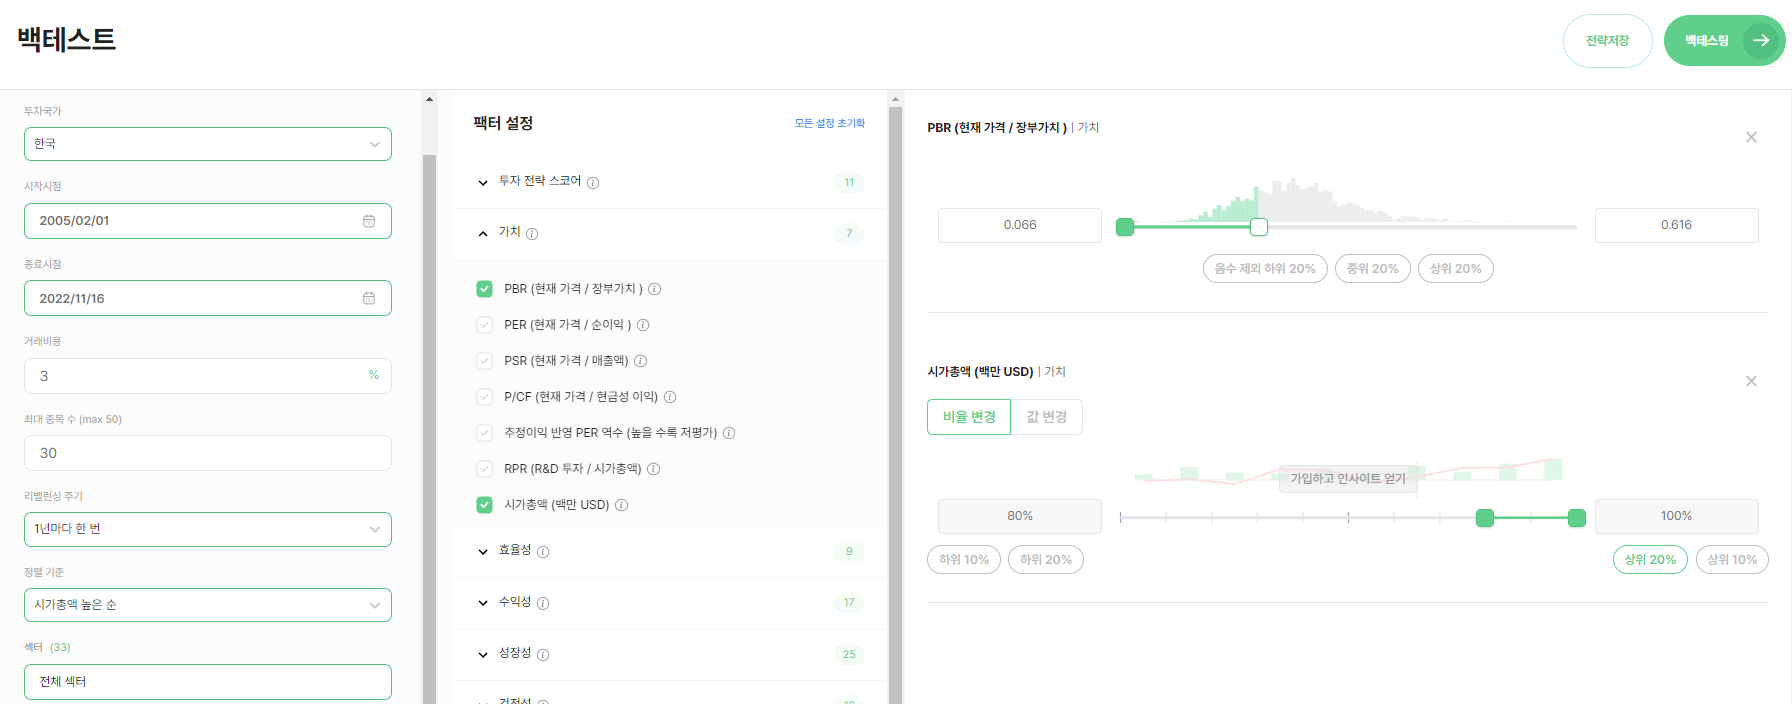 백테스트
전략저장
백테스팅
투자국가
한국
시작시점
2005/02/01
종료시점
2022/11/16
거래비용
3 %
최대 종목 수 (max 50)
30
리밸런싱 주기
1년마다 한 번
정렬 기준
시가총액 높은 순
섹터 (33)
전체 섹터
팩터 설정
모든 설정 초기화
투자 전략 스코어 11
가치 7
PBR (현재 가격 / 장부가치 )
PER (현재 가격 / 순이익 )
PSR (현재 가격 / 매출액)
P/CF (현재 가격 / 현금성 이익)
추정이익 반영 PER 역수 (높을 수록 저평가)
RPR (R&D 투자 / 시가총액)
시가총액 (백만 USD)
효율성 9
수익성 17
성장성 25
PBR (현재 가격 / 장부가치 ) | 가치
0.066
0.616
음수 제외 하위 20%
중위 20%
상위 20%
시가총액 (백만 USD) | 가치
비율 변경
값 변경
가입하고 인사이트 얻기
80%
100%
하위 10%
하위 20%
상위 20%
상위 10%